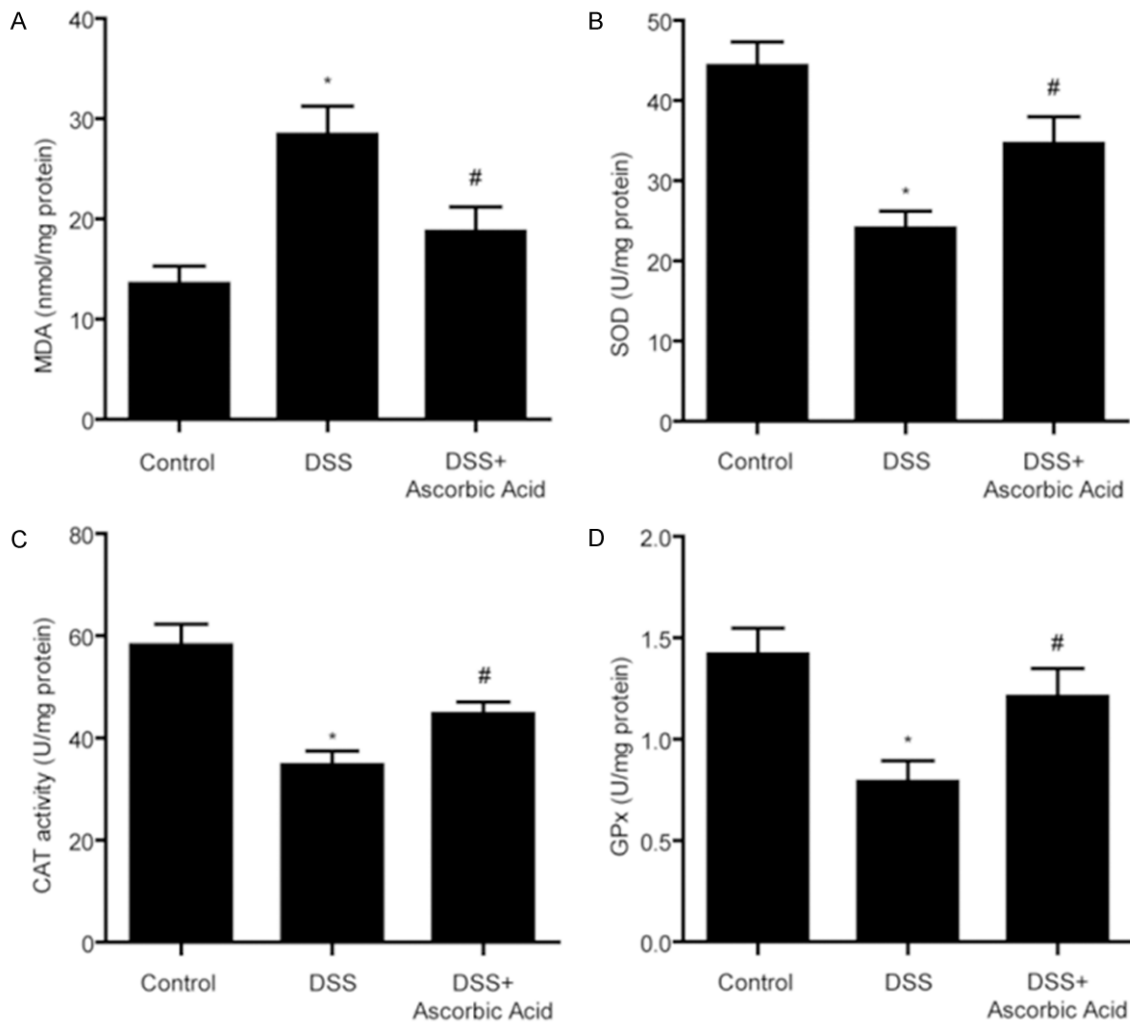 A
MDA (nmol/mg protein)
40
30
20
10
0
*
#
Control
DSS
DSS+
Ascorbic Acid
B
SOD (U/mg protein)
50
40
30
20
10
0
*
#
Control
DSS
DSS+
Ascorbic Acid
C
CAT activity (U/mg protein)
80
60
40
20
0
*
#
Control
DSS
DSS+
Ascorbic Acid
D
GPx (U/mg protein)
2.0
1.5
1.0
0.5
0.0
*
#
Control
DSS
DSS+
Ascorbic Acid